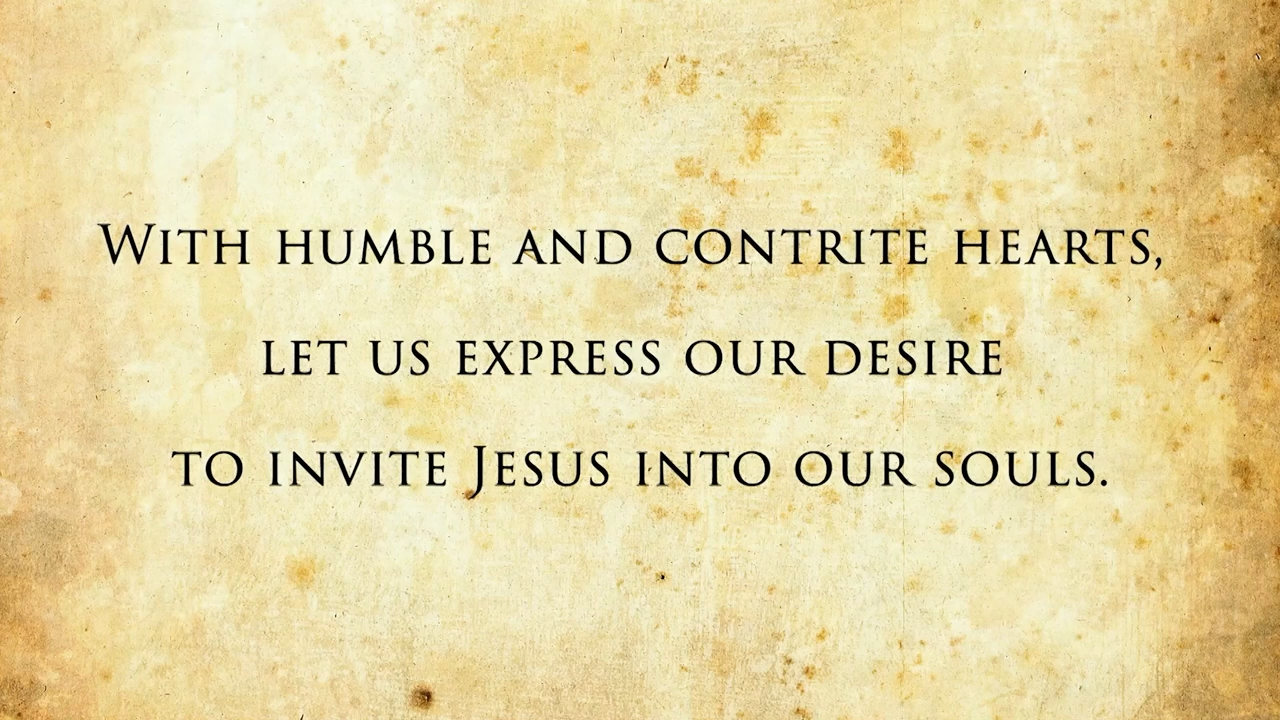 With humble and contrite hearts,
let us express our desire
to invite Jesus into our souls.